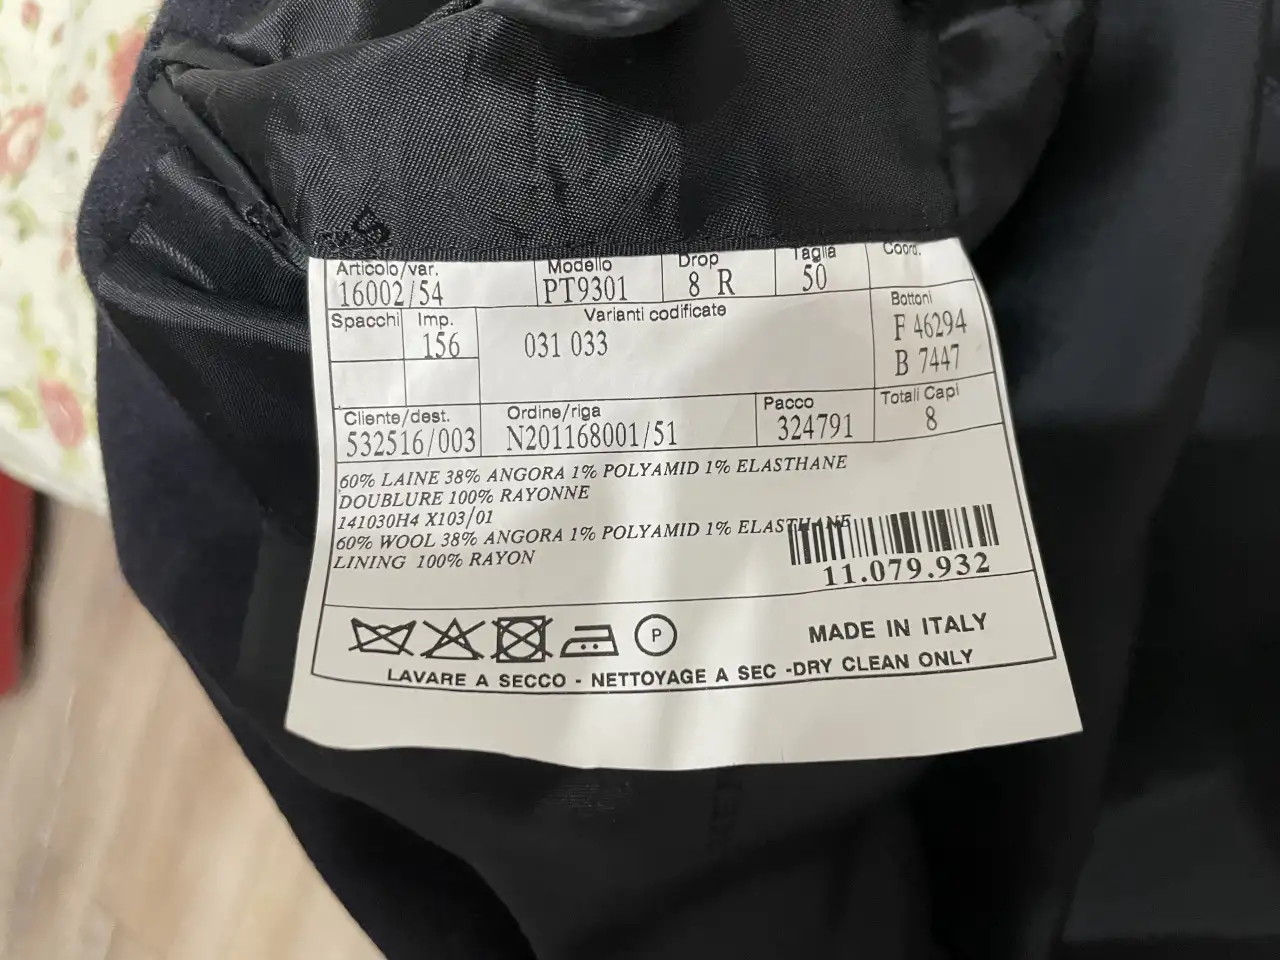 Articolo/var. Modello Drop Taglia Coord.
16002/54 PT9301 8 R 50
Spacchi Imp. Varianti codificate Bottoni
156 031 033 F 46294
B 7447
Cliente/dest. Ordine/riga Pacco Totali Capi
532516/003 N201168001/51 324791 8
60% LAINE 38% ANGORA 1% POLYAMID 1% ELASTHANE
DOUBLURE 100% RAYONNE
141030H4 X103/01
60% WOOL 38% ANGORA 1% POLYAMID 1% ELASTHANE
LINING 100% RAYON
11.079.932
P
MADE IN ITALY
LAVARE A SECCO - NETTOYAGE A SEC -DRY CLEAN ONLY